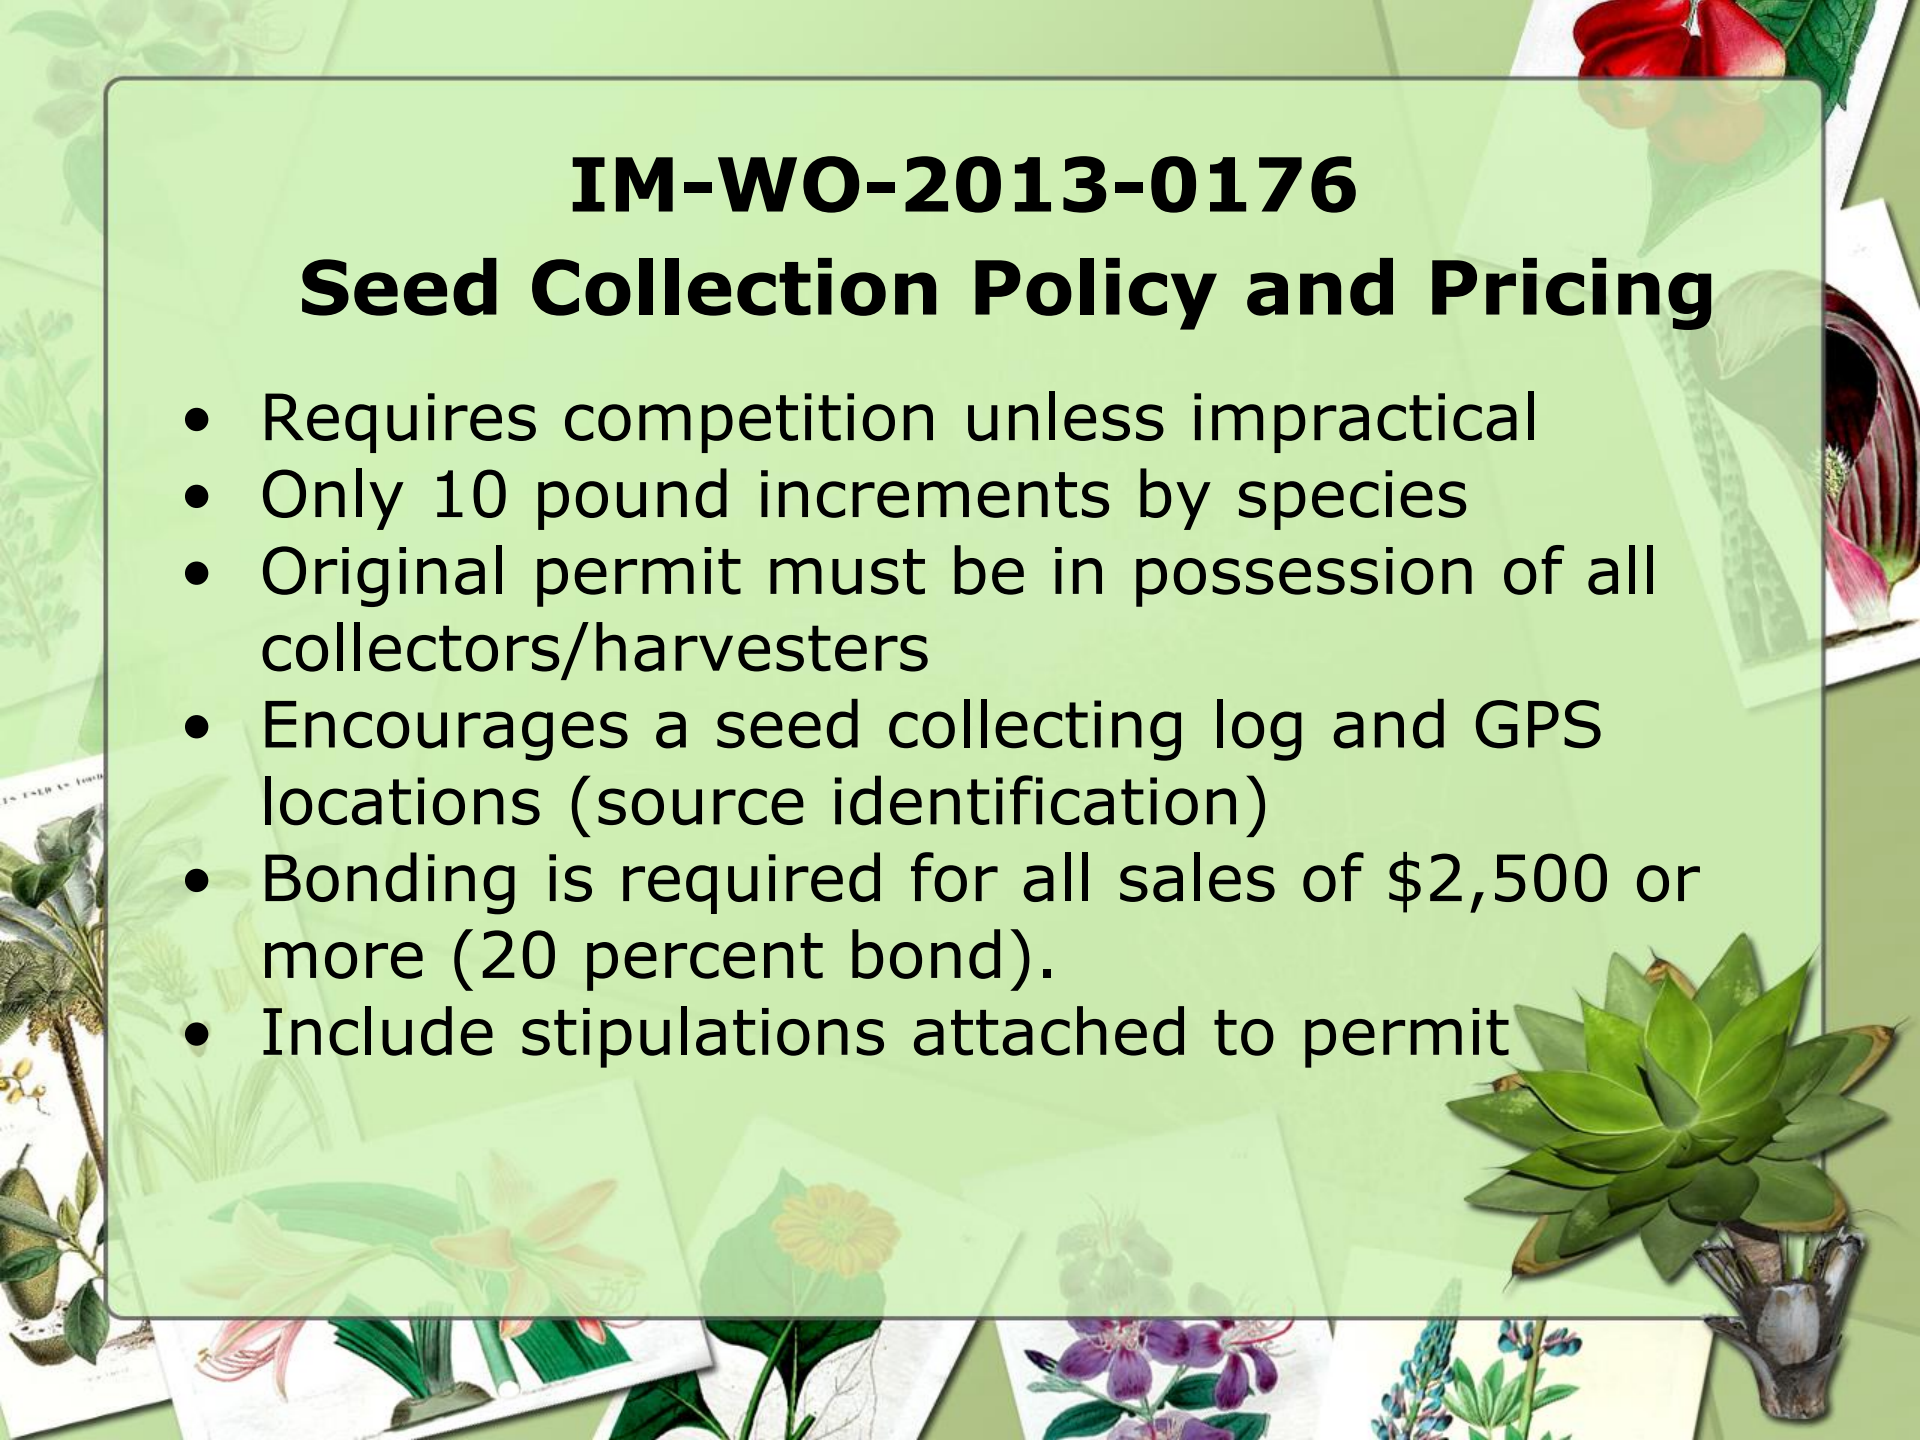 IM-WO-2013-0176
Seed Collection Policy and Pricing
• Requires competition unless impractical
• Only 10 pound increments by species
• Original permit must be in possession of all
collectors/harvesters
• Encourages a seed collecting log and GPS
locations (source identification)
• Bonding is required for all sales of $2,500 or
more (20 percent bond).
• Include stipulations attached to permit